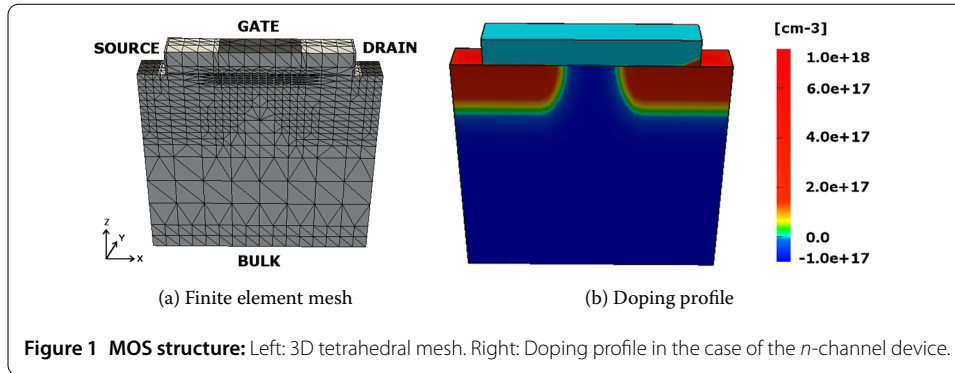 GATE
SOURCE
DRAIN
BULK
Z
Y
X
(a) Finite element mesh
[cm-3]
1.0e+18
6.0e+17
4.0e+17
2.0e+17
0.0
-1.0e+17
(b) Doping profile
Figure 1 MOS structure: Left: 3D tetrahedral mesh. Right: Doping profile in the case of the n-channel device.